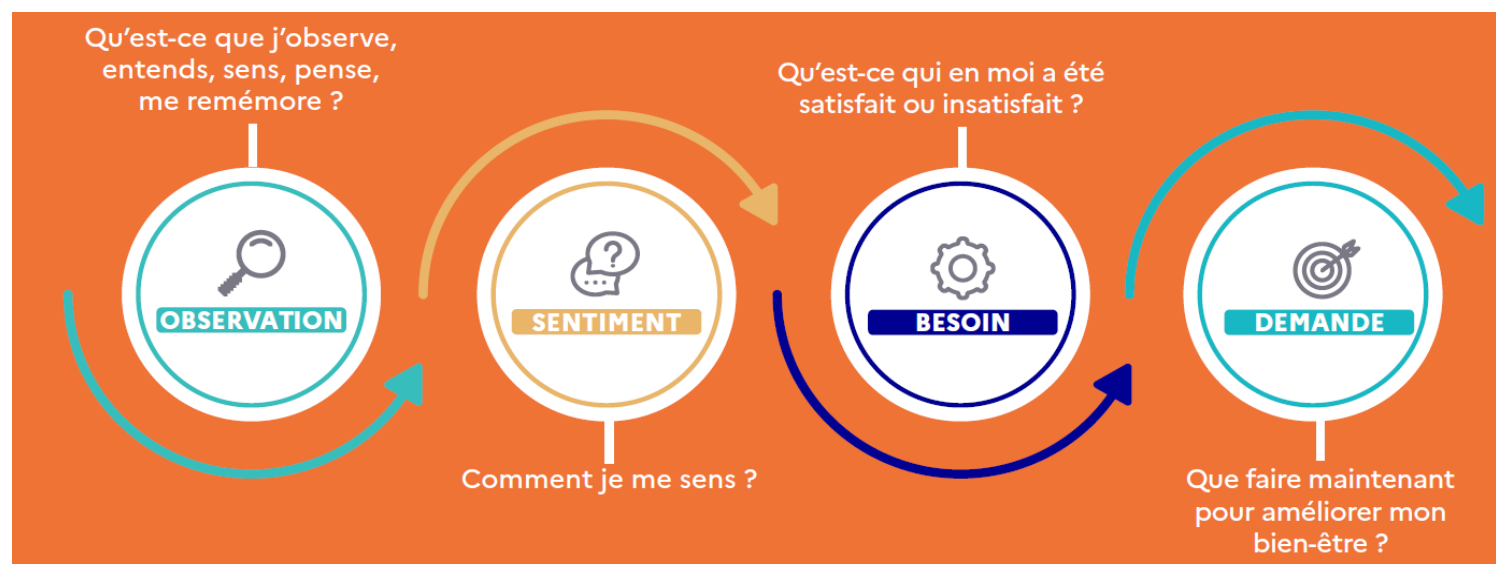 Qu’est-ce que j’observe,
entends, sens, pense,
me remémore ?
OBSERVATION
SENTIMENT
Comment je me sens ?
Qu’est-ce qui en moi a été
satisfait ou insatisfait ?
BESOIN
DEMANDE
Que faire maintenant
pour améliorer mon
bien-être ?